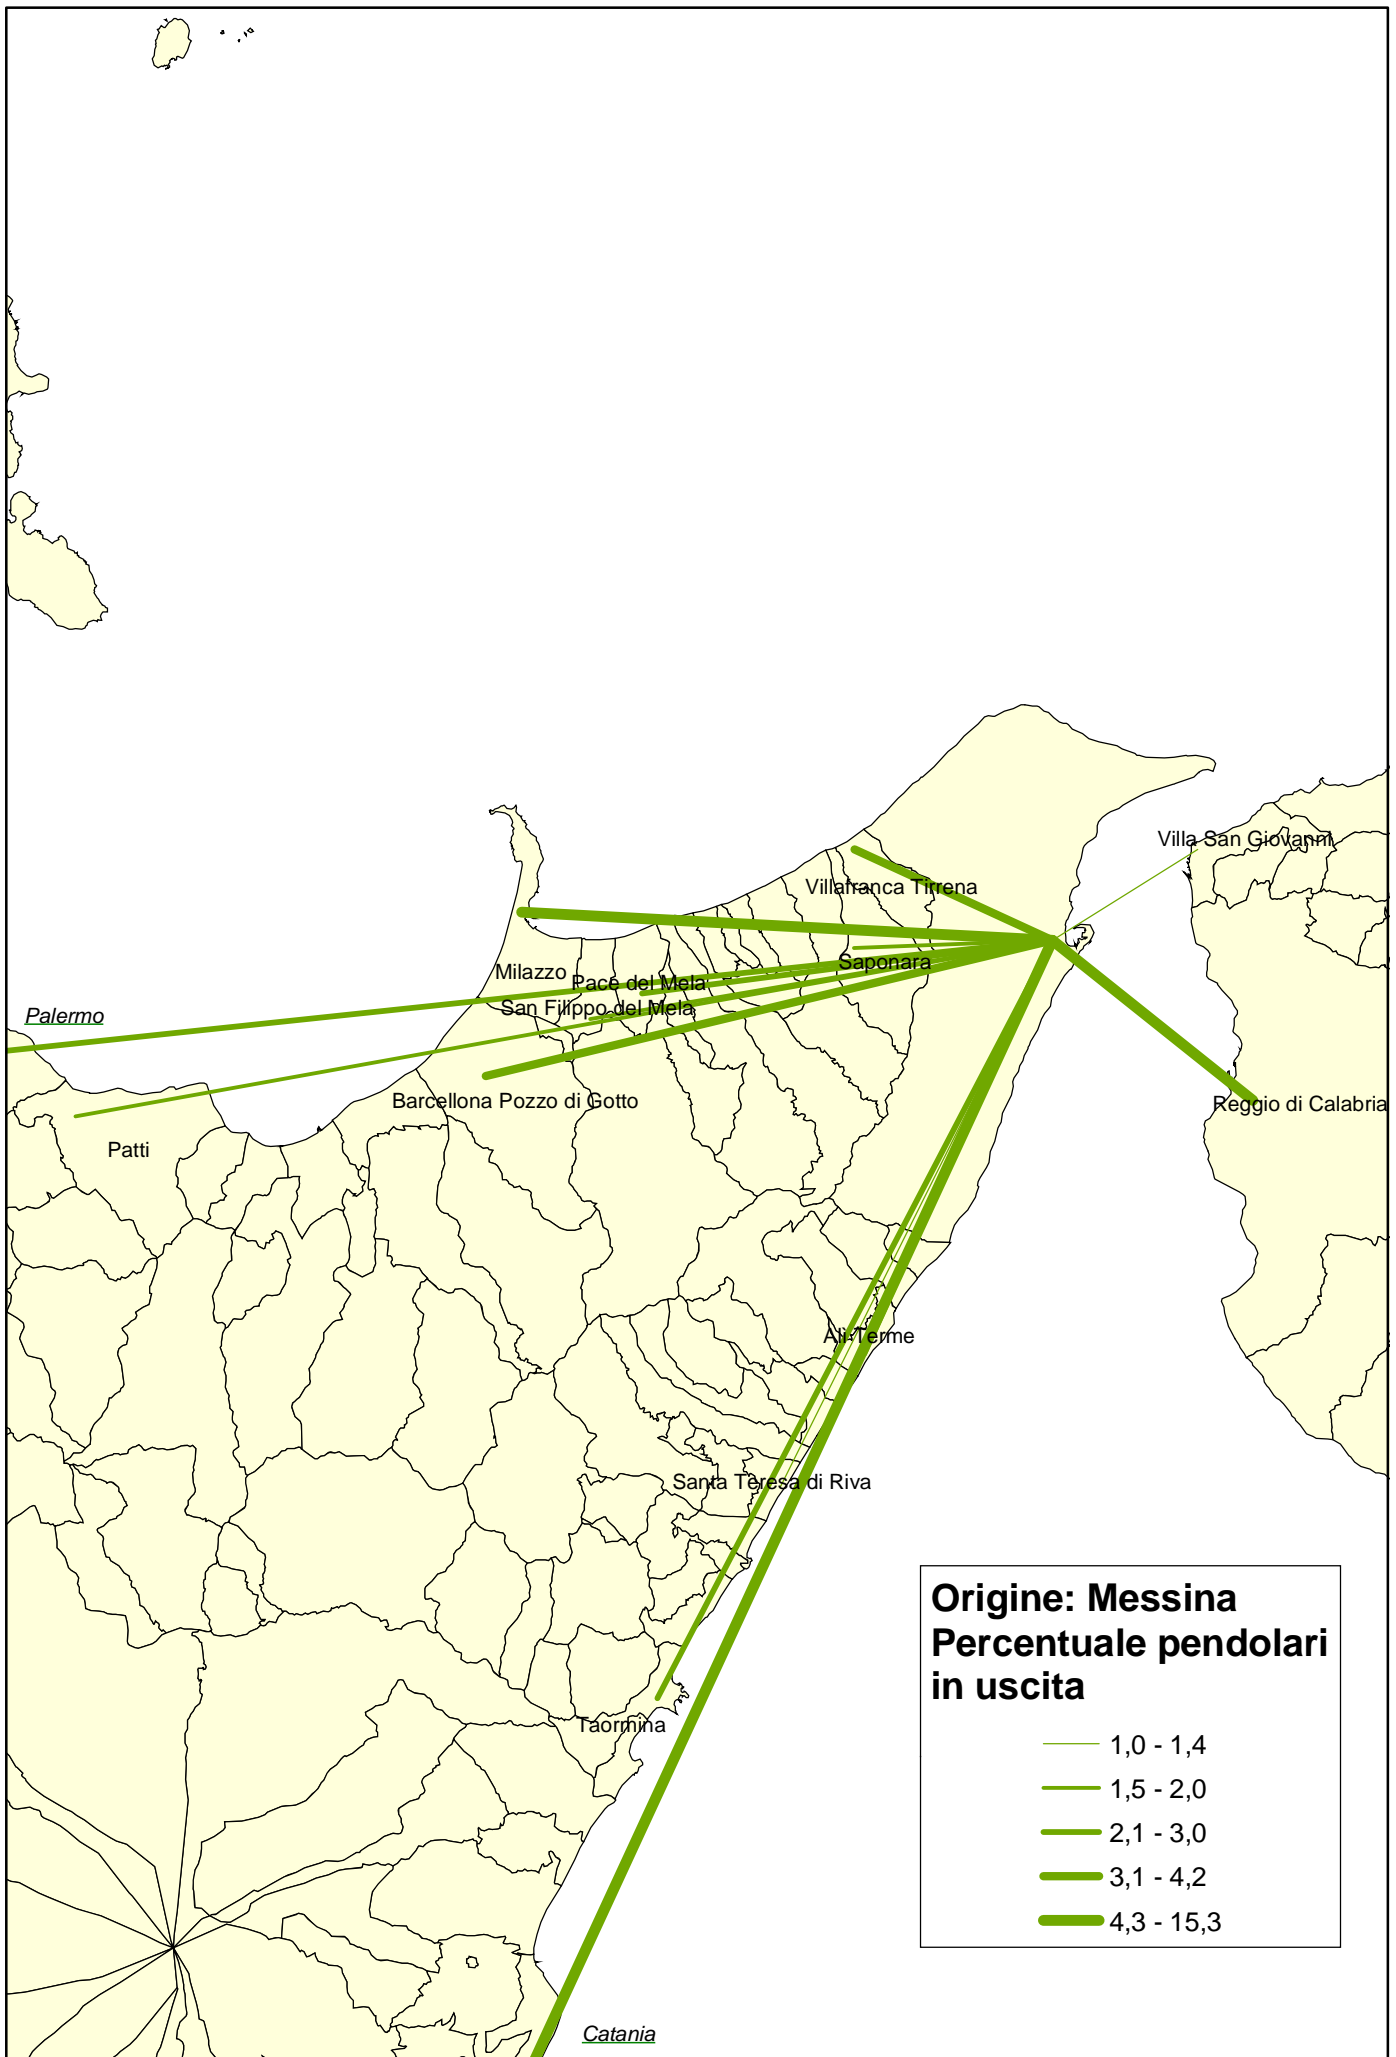 Villa San Giovanni
Villafranca Tirrena
Saponara
Milazzo
Pace del Mela
San Filippo del Mela
Palermo
Barcellona Pozzo di Gotto
Reggio di Calabria
Patti
Alì Terme
Santa Teresa di Riva
Taormina
Catania
Origine: Messina
Percentuale pendolari
in uscita
1,0 - 1,4
1,5 - 2,0
2,1 - 3,0
3,1 - 4,2
4,3 - 15,3